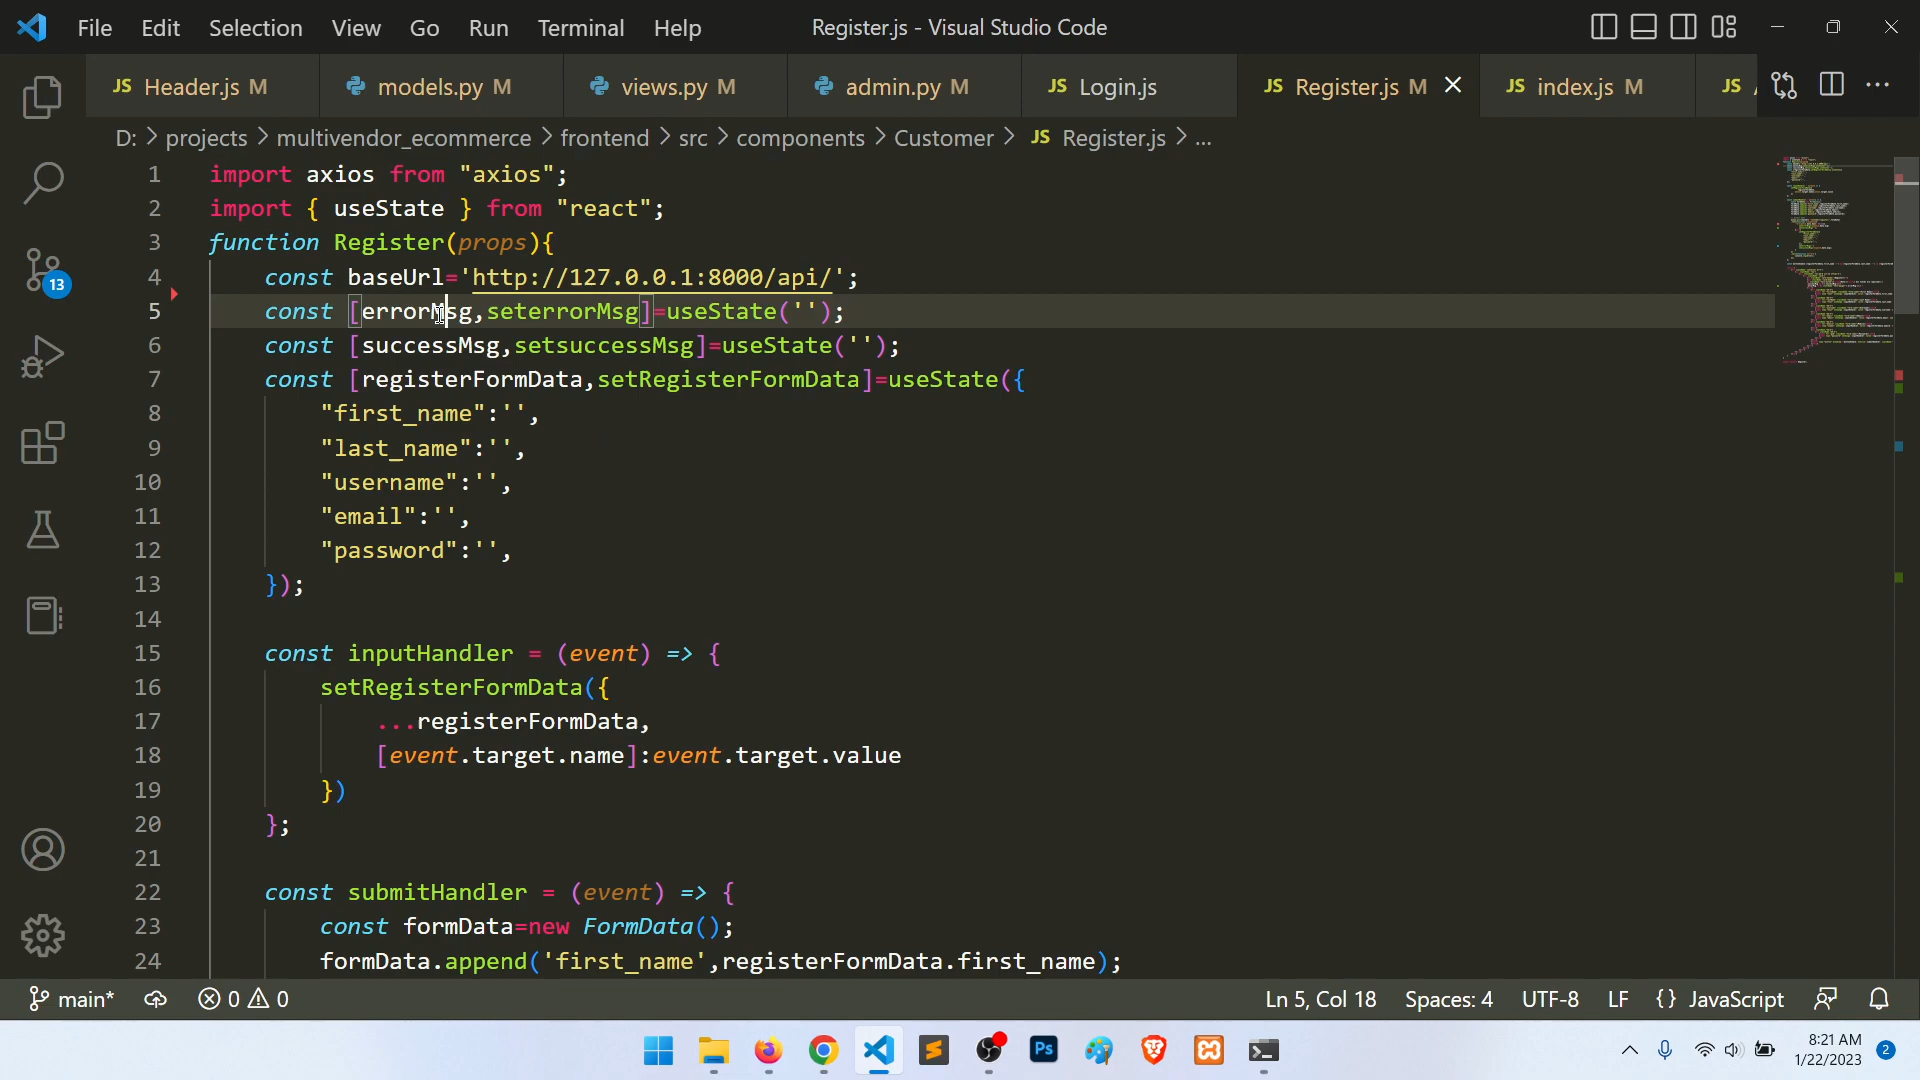 File Edit Selection View Go Run Terminal Help Register.js - Visual Studio Code
JS Header.js M models.py M views.py M admin.py M JS Login.js JS Register.js M JS index.js M JS
D: > projects > multivendor_ecommerce > frontend > src > components > Customer > JS Register.js > ...
1 import axios from "axios";
2 import { useState } from "react";
3 function Register(props){
4 const baseUrl='http://127.0.0.1:8000/api/';
5 const [errorMsg,seterrorMsg]=useState('');
6 const [successMsg,setsuccessMsg]=useState('');
7 const [registerFormData,setRegisterFormData]=useState({
8 "first_name":'',
9 "last_name":'',
10 "username":'',
11 "email":'',
12 "password":'',
13 });
14
15 const inputHandler = (event) => {
16 setRegisterFormData({
17 ...registerFormData,
18 [event.target.name]:event.target.value
19 })
20 };
21
22 const submitHandler = (event) => {
23 const formData=new FormData();
24 formData.append('first_name',registerFormData.first_name);
13
main* 0 0 Ln 5, Col 18 Spaces: 4 UTF-8 LF {} JavaScript
Ps
8:21 AM
1/22/2023
2